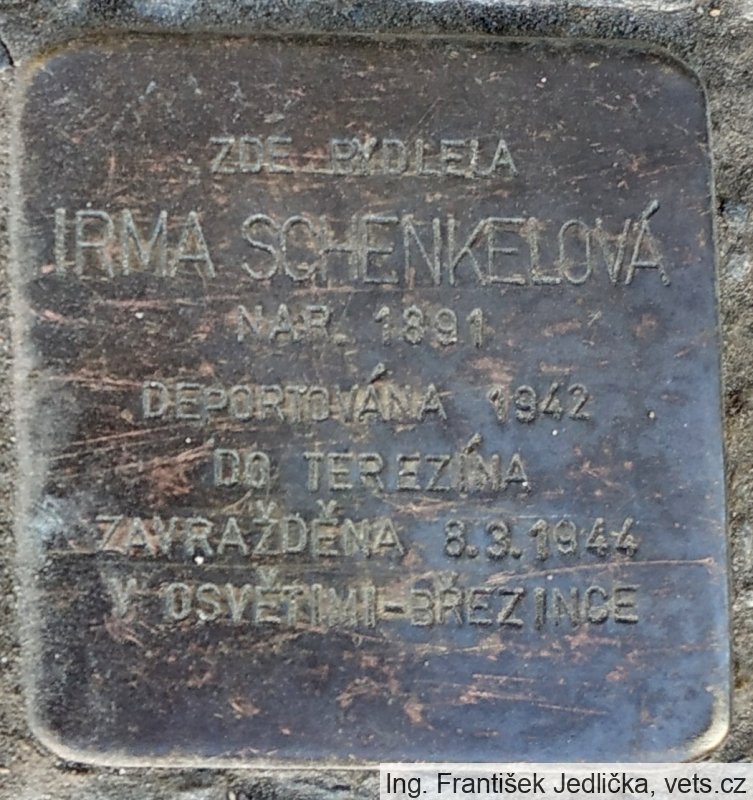 ZDE BYDLELA
IRMA SCHENKELOVÁ
NAR. 1891
DEPORTOVÁNA 1942
DO TEREZÍNA
ZAVRAŽDĚNA 8.3.1944
V OSVĚTIMI-BŘEZINCE
Ing. František Jedlička, vets.cz